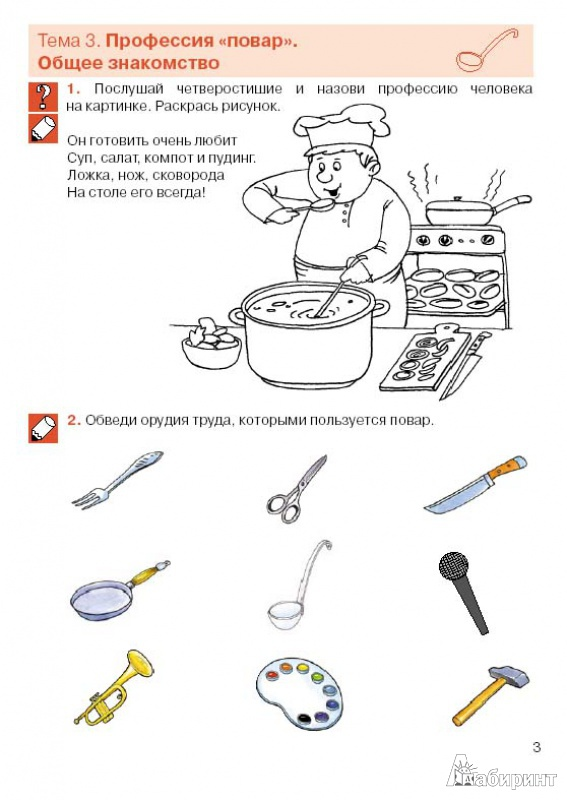 Тема 3. Профессия «повар».
Общее знакомство
1. Послушай четверостишие и назови профессию человека
на картинке. Раскрась рисунок.
Он готовить очень любит
Суп, салат, компот и пудинг.
Ложка, нож, сковорода
На столе его всегда!
2. Обведи орудия труда, которыми пользуется повар.
3
Лабиринт